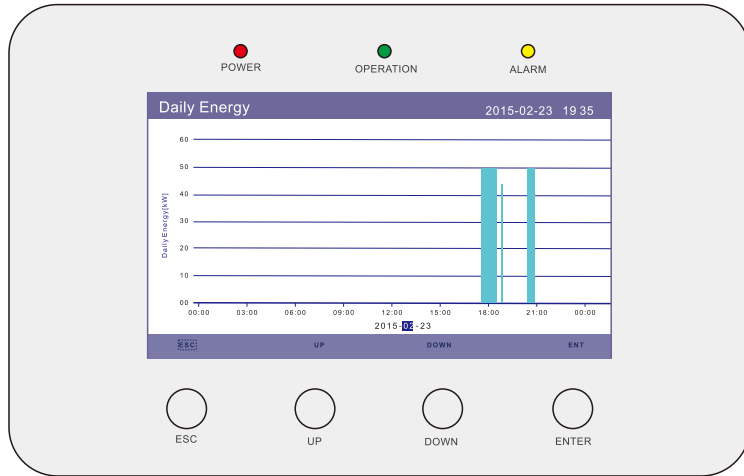 POWER OPERATION ALARM
Daily Energy 2015-02-23 19 35
60
50
40
30
20
10
00
Daily Energy[kW]
00:00 03:00 06:00 09:00 12:00 15:00 18:00 21:00 00:00
2015-02-23
ESC UP DOWN ENT
ESC UP DOWN ENTER